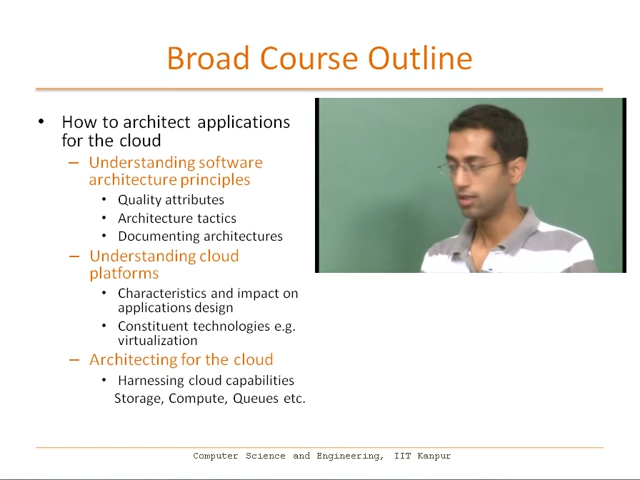 Broad Course Outline
• How to architect applications
for the cloud
– Understanding software
architecture principles
• Quality attributes
• Architecture tactics
• Documenting architectures
– Understanding cloud
platforms
• Characteristics and impact on
applications design
• Constituent technologies e.g.
virtualization
– Architecting for the cloud
• Harnessing cloud capabilities
Storage, Compute, Queues etc.
Computer Science and Engineering, IIT Kanpur